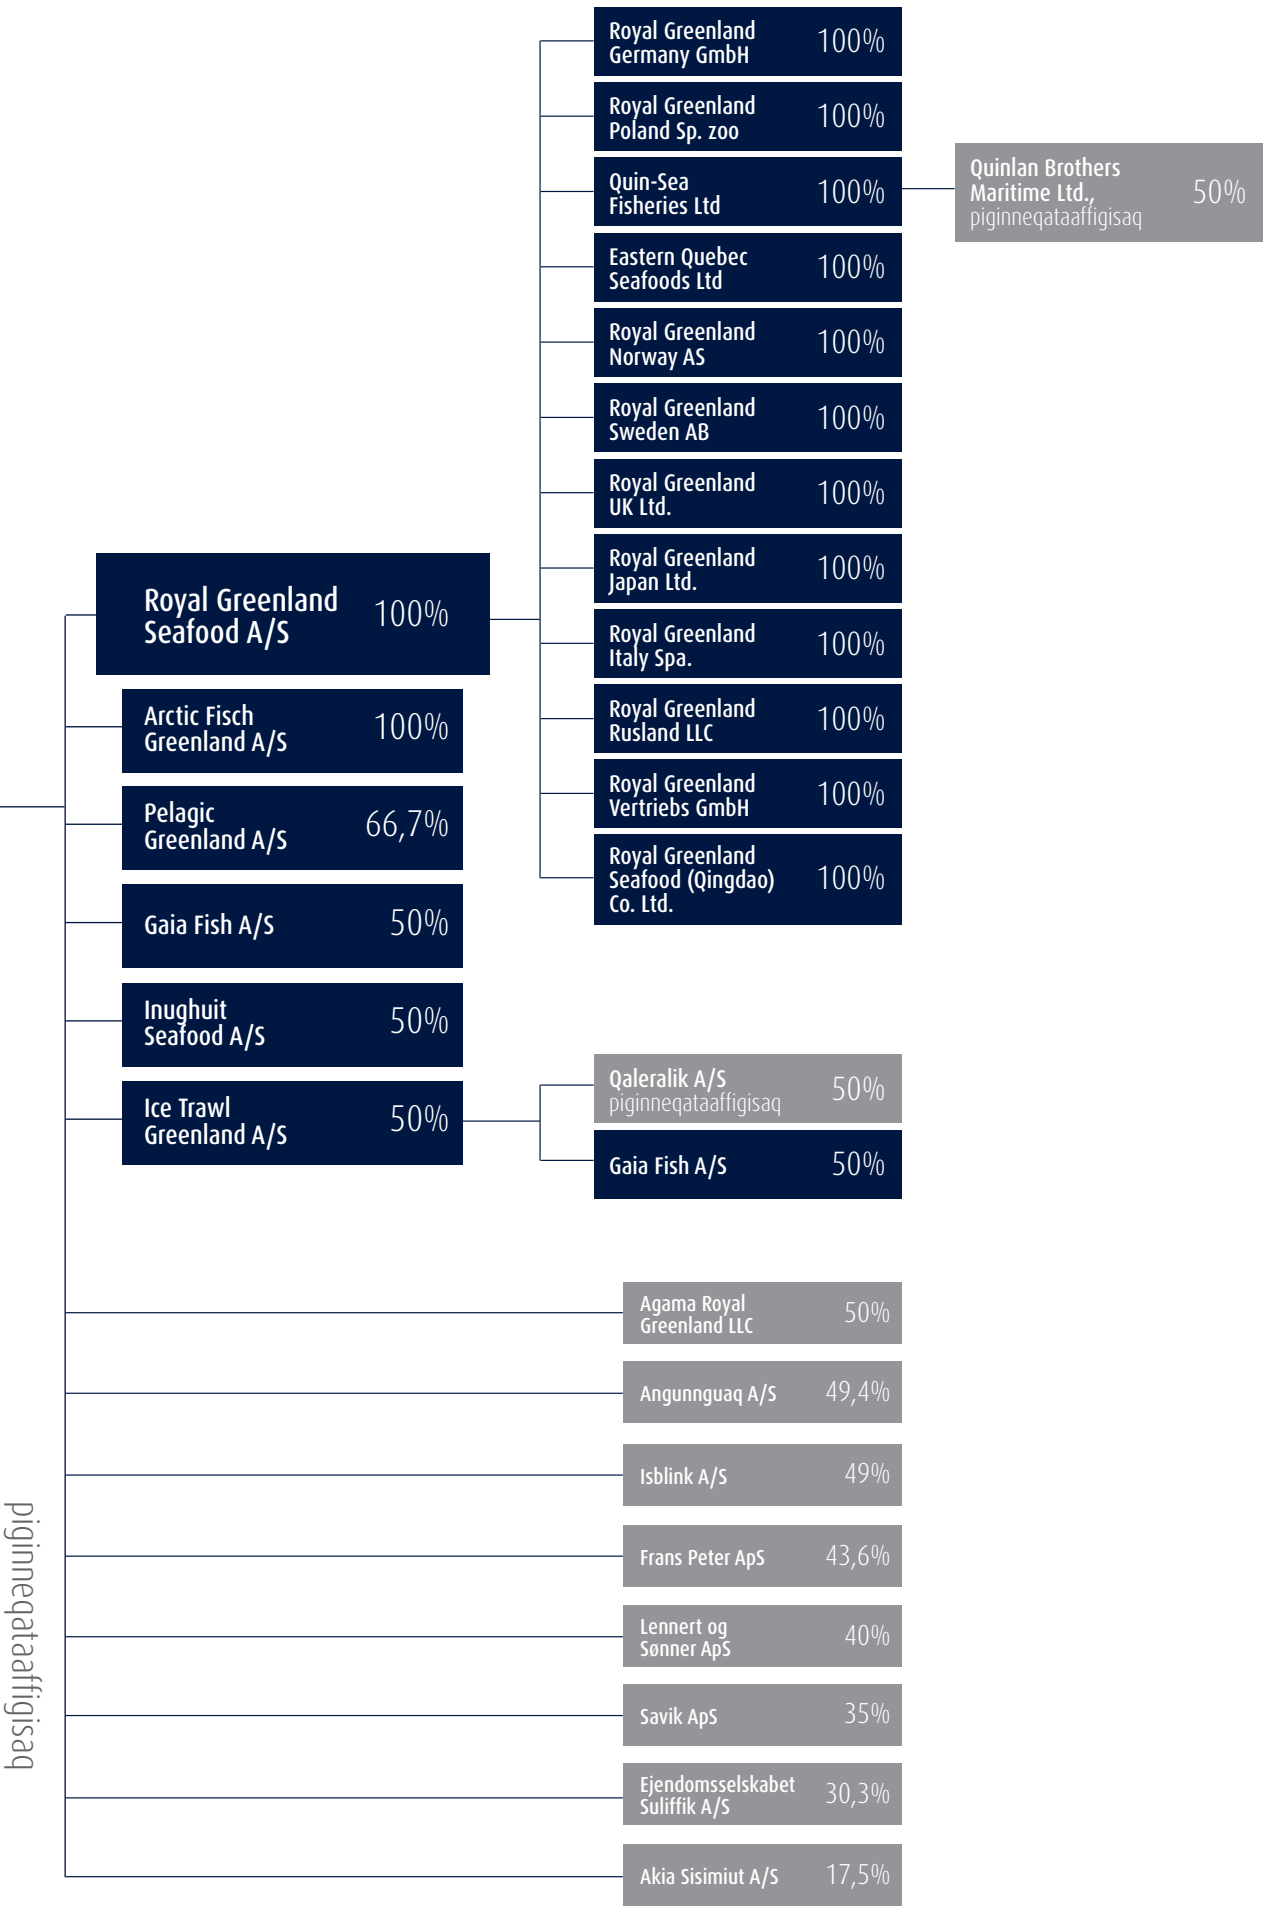 Royal Greenland
Germany GmbH
100%
Royal Greenland
Poland Sp. zoo
100%
Quin-Sea
Fisheries Ltd
100%
Quinlan Brothers
Maritime Ltd.,
piginneqataaffigisaq
50%
Eastern Quebec
Seafoods Ltd
100%
Royal Greenland
Norway AS
100%
Royal Greenland
Sweden AB
100%
Royal Greenland
UK Ltd.
100%
Royal Greenland
Japan Ltd.
100%
Royal Greenland
Italy Spa.
100%
Royal Greenland
Rusland LLC
100%
Royal Greenland
Vertriebs GmbH
100%
Royal Greenland
Seafood (Qingdao)
Co. Ltd.
100%
Royal Greenland
Seafood A/S
100%
Arctic Fisch
Greenland A/S
100%
Pelagic
Greenland A/S
66,7%
Gaia Fish A/S
50%
Inughuit
Seafood A/S
50%
Ice Trawl
Greenland A/S
50%
Qaleralik A/S
piginneqataaffigisaq
50%
Gaia Fish A/S
50%
Agama Royal
Greenland LLC
50%
Angunnguaq A/S
49,4%
Isblink A/S
49%
Frans Peter ApS
43,6%
Lennert og
Sønner ApS
40%
Savik ApS
35%
Ejendomsselskabet
Suliffik A/S
30,3%
Akia Sisimiut A/S
17,5%
piginneqataaffigisaq